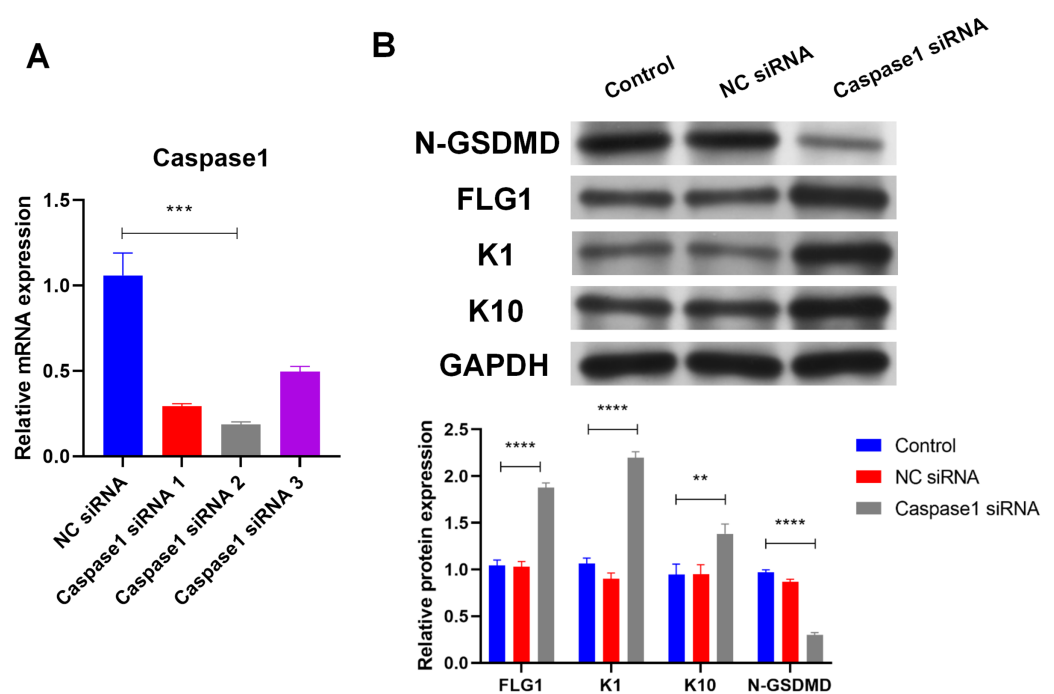 A
Caspase1
Relative mRNA expression
1.5
1.0
0.5
0.0
***
NC siRNA
Caspase1 siRNA 1
Caspase1 siRNA 2
Caspase1 siRNA 3
B
Control
NC siRNA
Caspase1 siRNA
N-GSDMD
FLG1
K1
K10
GAPDH
Relative protein expression
2.5
2.0
1.5
1.0
0.5
0.0
****
****
**
****
FLG1
K1
K10
N-GSDMD
Control
NC siRNA
Caspase1 siRNA